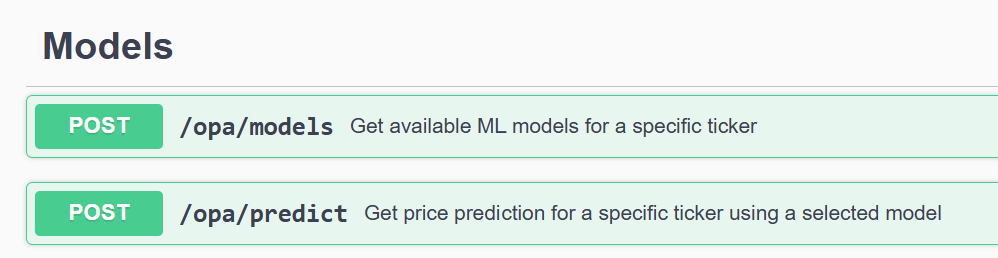 Models
POST /opa/models Get available ML models for a specific ticker
POST /opa/predict Get price prediction for a specific ticker using a selected model